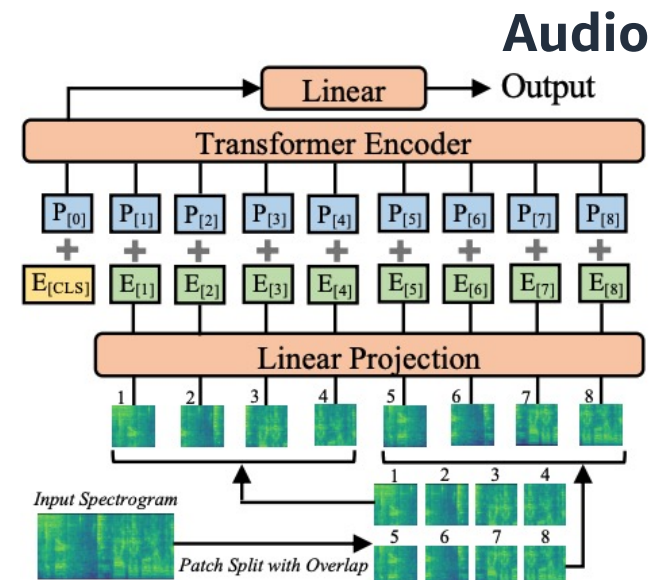 Audio
Linear Output
Transformer Encoder
P[0] P[1] P[2] P[3] P[4] P[5] P[6] P[7] P[8]
+ + + + + + + + +
E[CLS] E[1] E[2] E[3] E[4] E[5] E[6] E[7] E[8]
Linear Projection
1 2 3 4 5 6 7 8
1 2 3 4
Input Spectrogram
5 6 7 8
Patch Split with Overlap